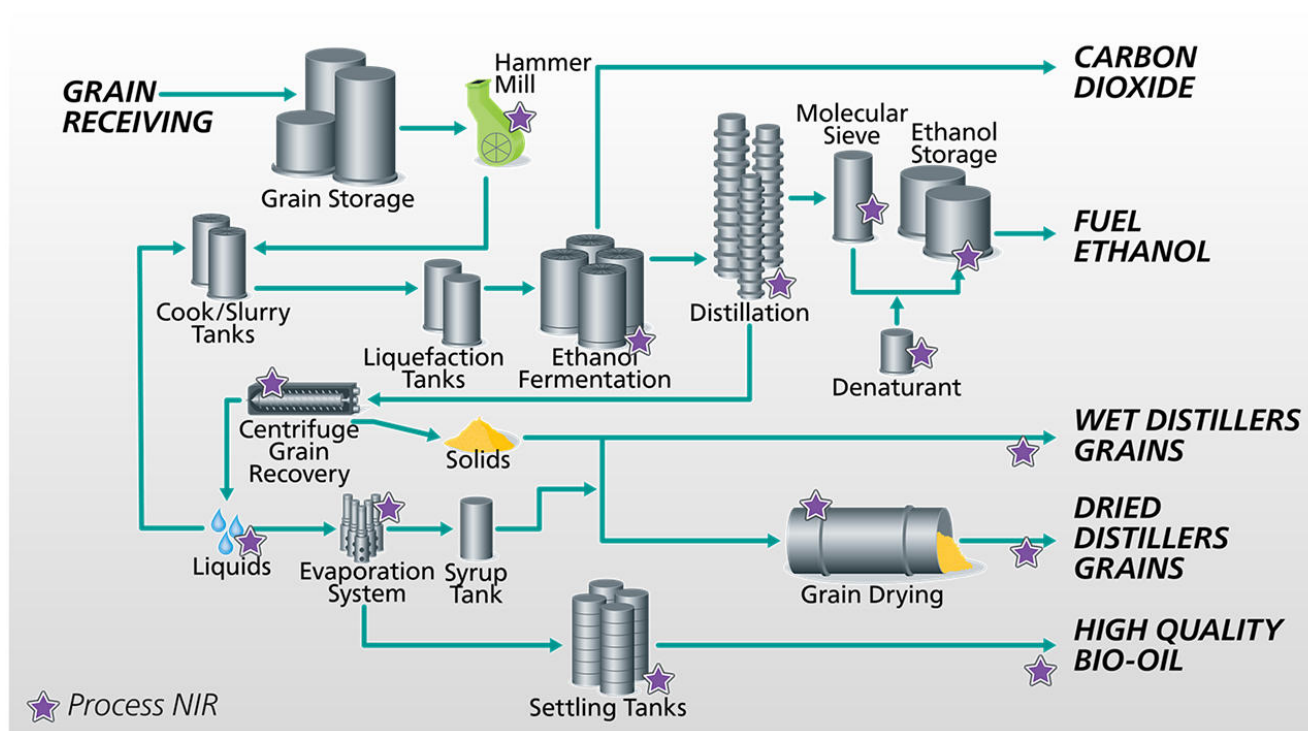 GRAIN
RECEIVING
Grain Storage
Hammer
Mill
CARBON
DIOXIDE
Molecular
Sieve
Ethanol
Storage
FUEL
ETHANOL
Cook/Slurry
Tanks
Liquefaction
Tanks
Ethanol
Fermentation
Distillation
Denaturant
Centrifuge
Grain
Recovery
Solids
WET DISTILLERS
GRAINS
Liquids
Evaporation
System
Syrup
Tank
Grain Drying
DRIED
DISTILLERS
GRAINS
Settling Tanks
HIGH QUALITY
BIO-OIL
Process NIR